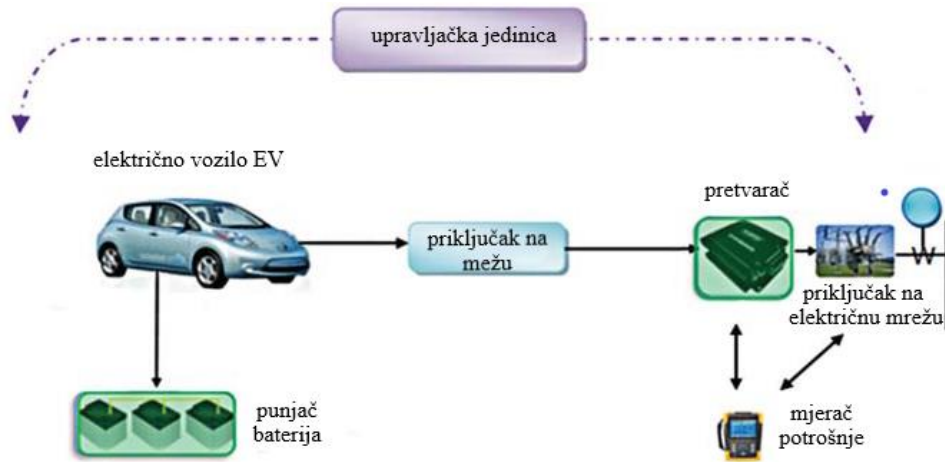 upravljačka jedinica
električno vozilo EV
pretvarač
priključak na
mežu
priključak na
električnu mrežu
punjač
baterija
mjerač
potrošnje